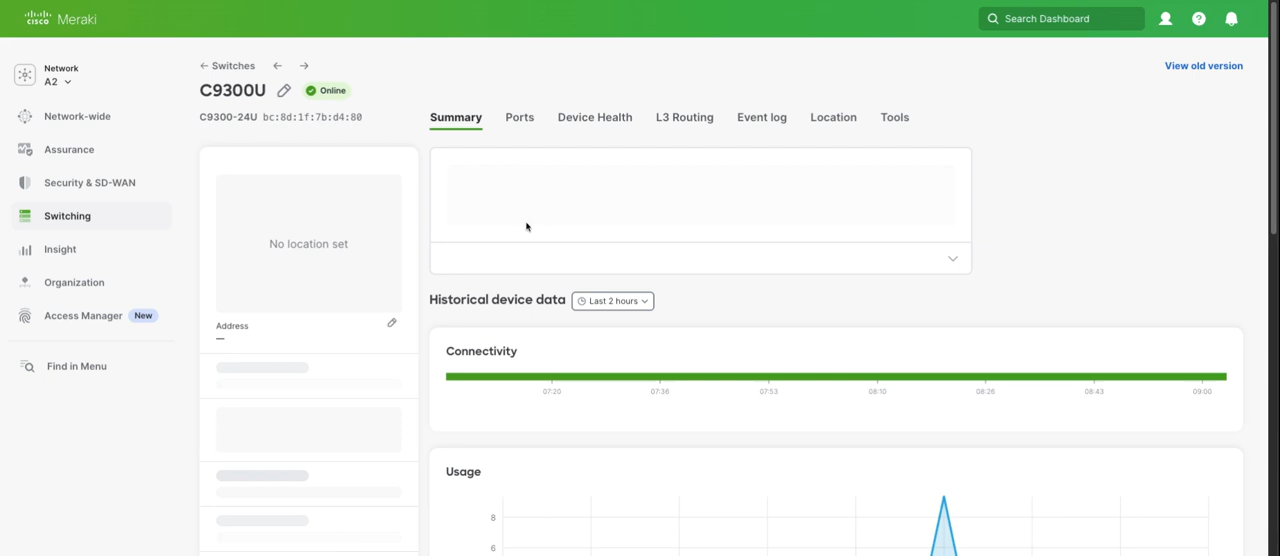 CISCO Meraki
Search Dashboard
Network
A2
Network-wide
Assurance
Security & SD-WAN
Switching
Insight
Organization
Access Manager New
Find in Menu
Switches
View old version
C9300U Online
C9300-24U bc:8d:1f:7b:d4:80
Summary Ports Device Health L3 Routing Event log Location Tools
No location set
Address
—
Historical device data Last 2 hours
Connectivity
07:20 07:36 07:53 08:10 08:26 08:43 09:00
Usage
8
6